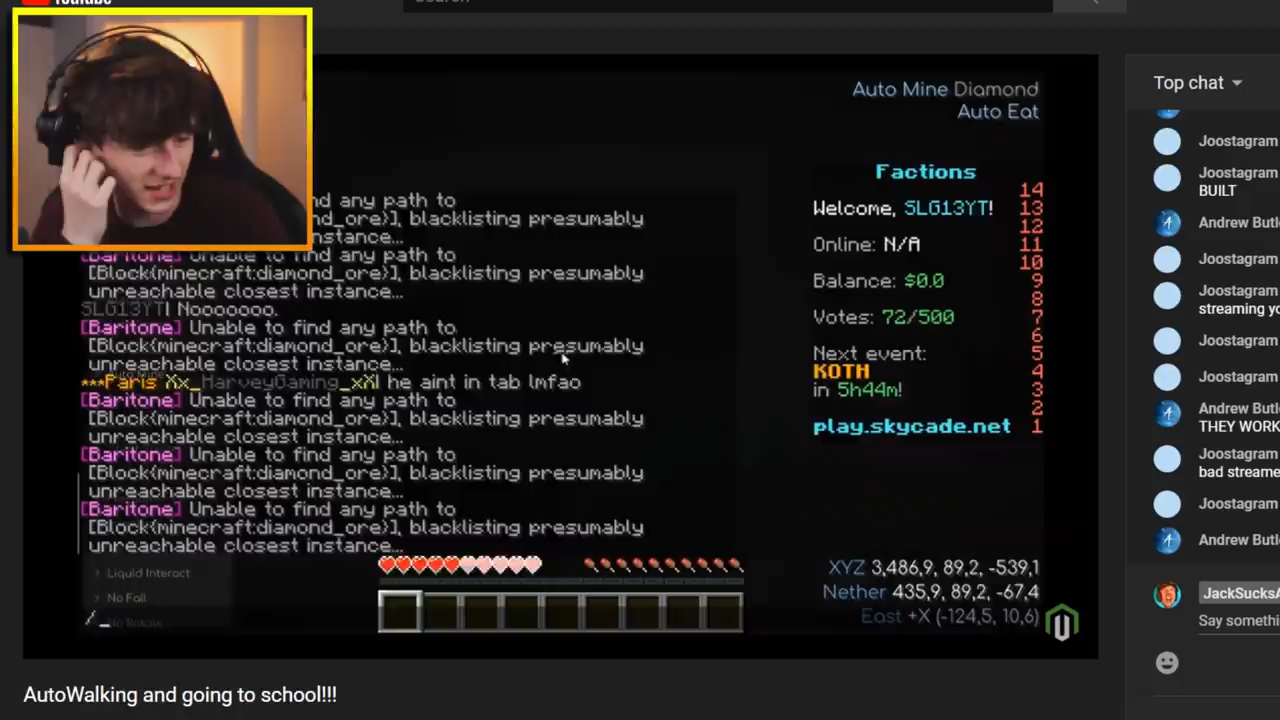 YouTube
Search
Auto Mine Diamond
Auto Eat
Factions
14
Welcome, SLG13YT! 13
12
Online: N/A 11
10
Balance: $0.0 9
8
Votes: 72/500 7
6
Next event: 5
KOTH 4
in 5h44m! 3
2
play.skycade.net 1
nd any path to
nd_ore}], blacklisting presumably
instance...
[Baritone] Unable to find any path to
[Block{minecraft:diamond_ore}], blacklisting presumably
unreachable closest instance...
SLG13YT| Nooooooo.
[Baritone] Unable to find any path to
[Block{minecraft:diamond_ore}], blacklisting presumably
unreachable closest instance...
***Paris Xx_HarveyGaming_xX| he aint in tab lmfao
[Baritone] Unable to find any path to
[Block{minecraft:diamond_ore}], blacklisting presumably
unreachable closest instance...
[Baritone] Unable to find any path to
[Block{minecraft:diamond_ore}], blacklisting presumably
unreachable closest instance...
[Baritone] Unable to find any path to
[Block{minecraft:diamond_ore}], blacklisting presumably
unreachable closest instance...
> Liquid Interact
> No Fall
/_ No Rotate
XYZ 3,486,9, 89,2, -539,1
Nether 435,9, 89,2, -67,4
East +X (-124,5, 10,6)
AutoWalking and going to school!!!
Top chat
Joostagram
Joostagram
BUILT
Andrew Butl
Joostagram
Joostagram
streaming yo
Joostagram
Joostagram
Andrew Butl
THEY WORK
Joostagram
bad streame
Joostagram
Andrew Butl
JackSucksA
Say somethi